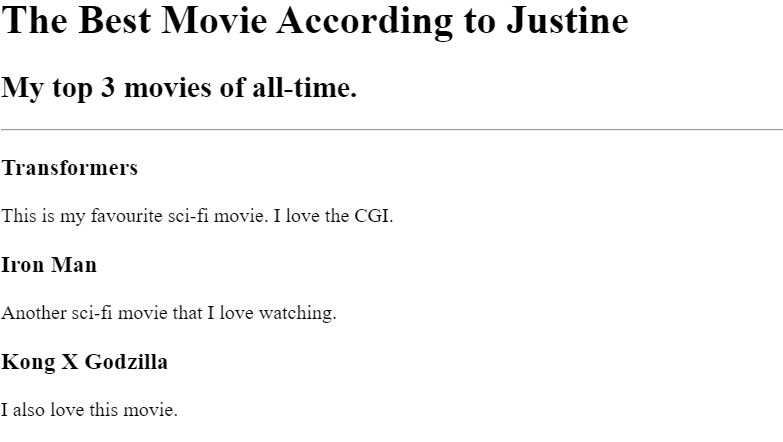 The Best Movie According to Justine
My top 3 movies of all-time.
Transformers
This is my favourite sci-fi movie. I love the CGI.
Iron Man
Another sci-fi movie that I love watching.
Kong X Godzilla
I also love this movie.